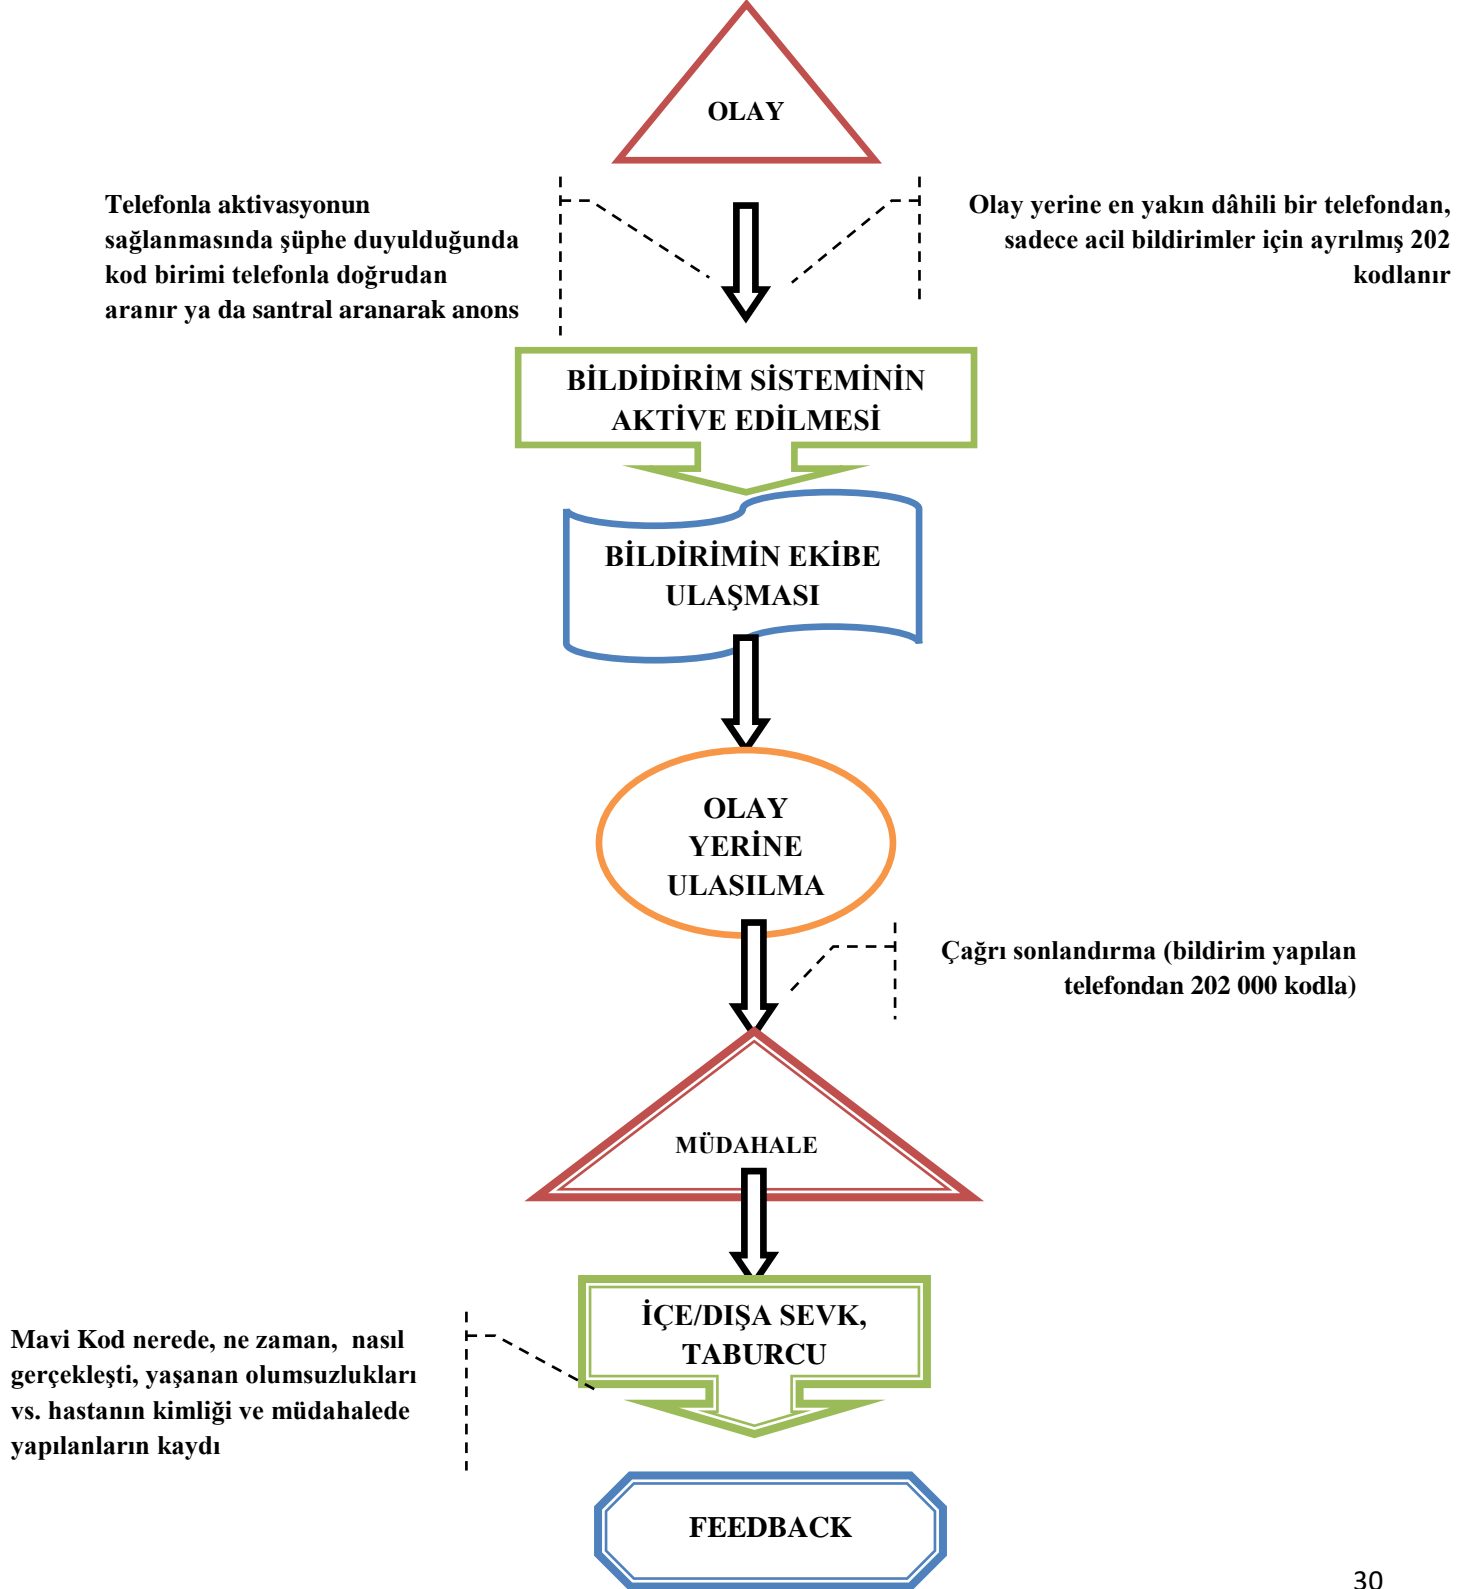 OLAY
Telefonla aktivasyonun
sağlanmasında şüphe duyulduğunda
kod birimi telefonla doğrudan
aranır ya da santral aranarak anons
Olay yerine en yakın dâhili bir telefondan,
sadece acil bildirimler için ayrılmış 202
kodlanır
BİLDİDİRİM SİSTEMİNİN
AKTİVE EDİLMESİ
BİLDİRİMİN EKİBE
ULAŞMASI
OLAY
YERİNE
ULASILMA
Çağrı sonlandırma (bildirim yapılan
telefondan 202 000 kodla)
MÜDAHALE
İÇE/DIŞA SEVK,
TABURCU
Mavi Kod nerede, ne zaman,  nasıl
gerçekleşti, yaşanan olumsuzlukları
vs. hastanın kimliği ve müdahalede
yapılanların kaydı
FEEDBACK
30